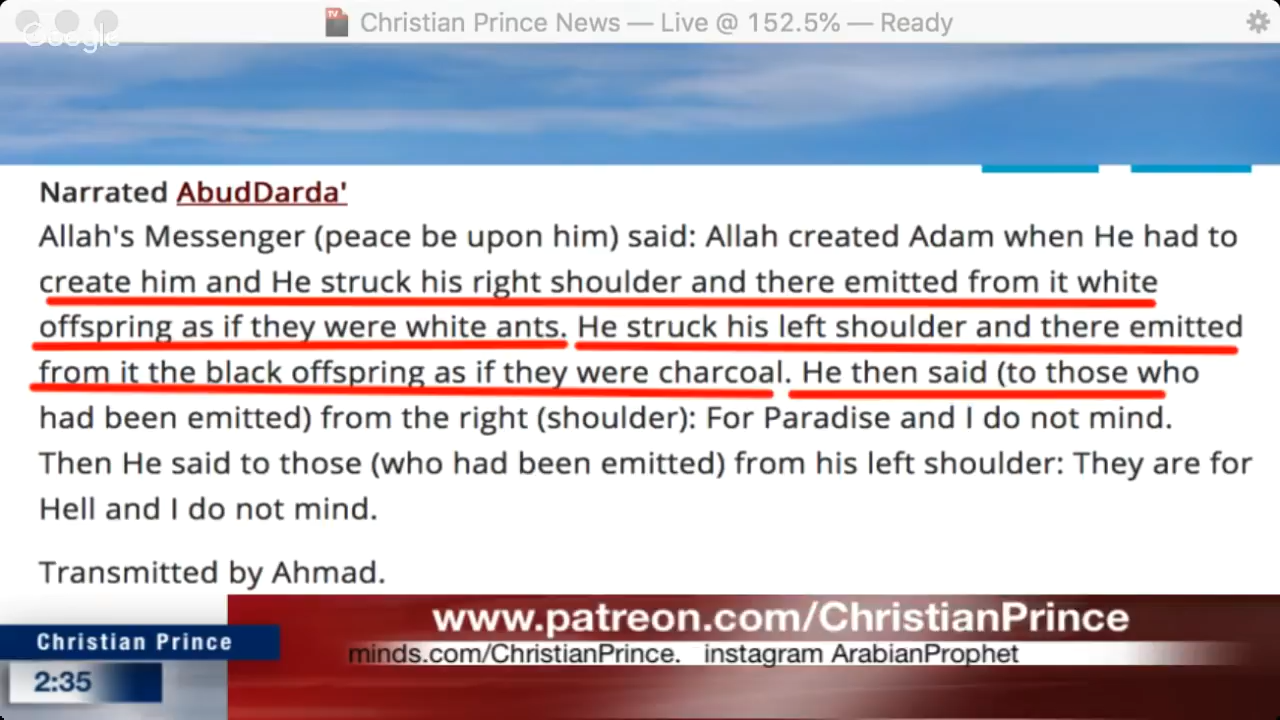 Christian Prince News — Live @ 152.5% — Ready
Google
Narrated AbudDarda'
Allah's Messenger (peace be upon him) said: Allah created Adam when He had to
create him and He struck his right shoulder and there emitted from it white
offspring as if they were white ants. He struck his left shoulder and there emitted
from it the black offspring as if they were charcoal. He then said (to those who
had been emitted) from the right (shoulder): For Paradise and I do not mind.
Then He said to those (who had been emitted) from his left shoulder: They are for
Hell and I do not mind.
Transmitted by Ahmad.
www.patreon.com/ChristianPrince
Christian Prince
minds.com/ChristianPrince. instagram ArabianProphet
2:35